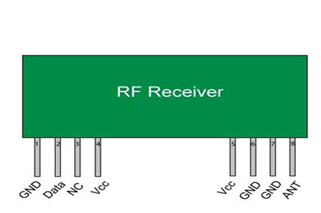 RF Receiver
1 2 3 4 5 6 7 8
GND Data NC Vcc Vcc GND GND ANT